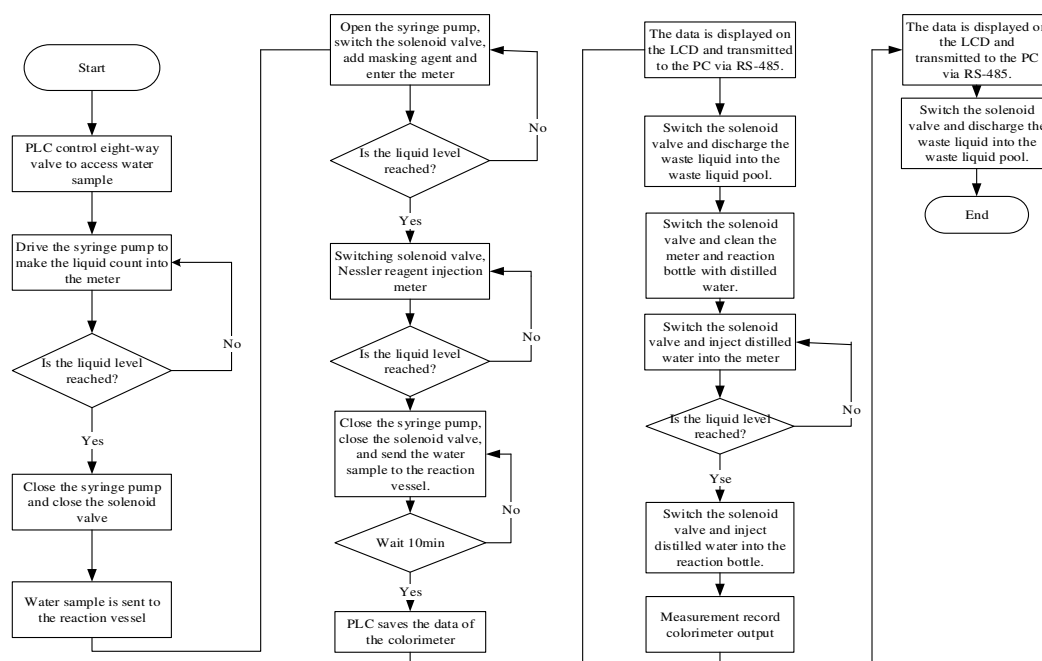 Start
PLC control eight-way
valve to access water
sample
Drive the syringe pump to
make the liquid count into
the meter
No
Is the liquid level
reached?
Yes
Close the syringe pump
and close the solenoid
valve
Water sample is sent to
the reaction vessel
Open the syringe pump,
switch the solenoid valve,
add masking agent and
enter the meter
No
Is the liquid level
reached?
Yes
Switching solenoid valve,
Nessler reagent injection
meter
No
Is the liquid level
reached?
Close the syringe pump,
close the solenoid valve,
and send the water
sample to the reaction
vessel.
No
Wait 10min
Yes
PLC saves the data of
the colorimeter
The data is displayed on
the LCD and transmitted
to the PC via RS-485.
Switch the solenoid
valve and discharge the
waste liquid into the
waste liquid pool.
Switch the solenoid
valve and clean the
meter and reaction
bottle with distilled
water.
Switch the solenoid
valve and inject distilled
water into the meter
No
Is the liquid level
reached?
Yse
Switch the solenoid
valve and inject
distilled water into the
reaction bottle.
Measurement record
colorimeter output
The data is displayed on
the LCD and
transmitted to the PC
via RS-485.
Switch the solenoid
valve and discharge the
waste liquid into the
waste liquid pool.
End